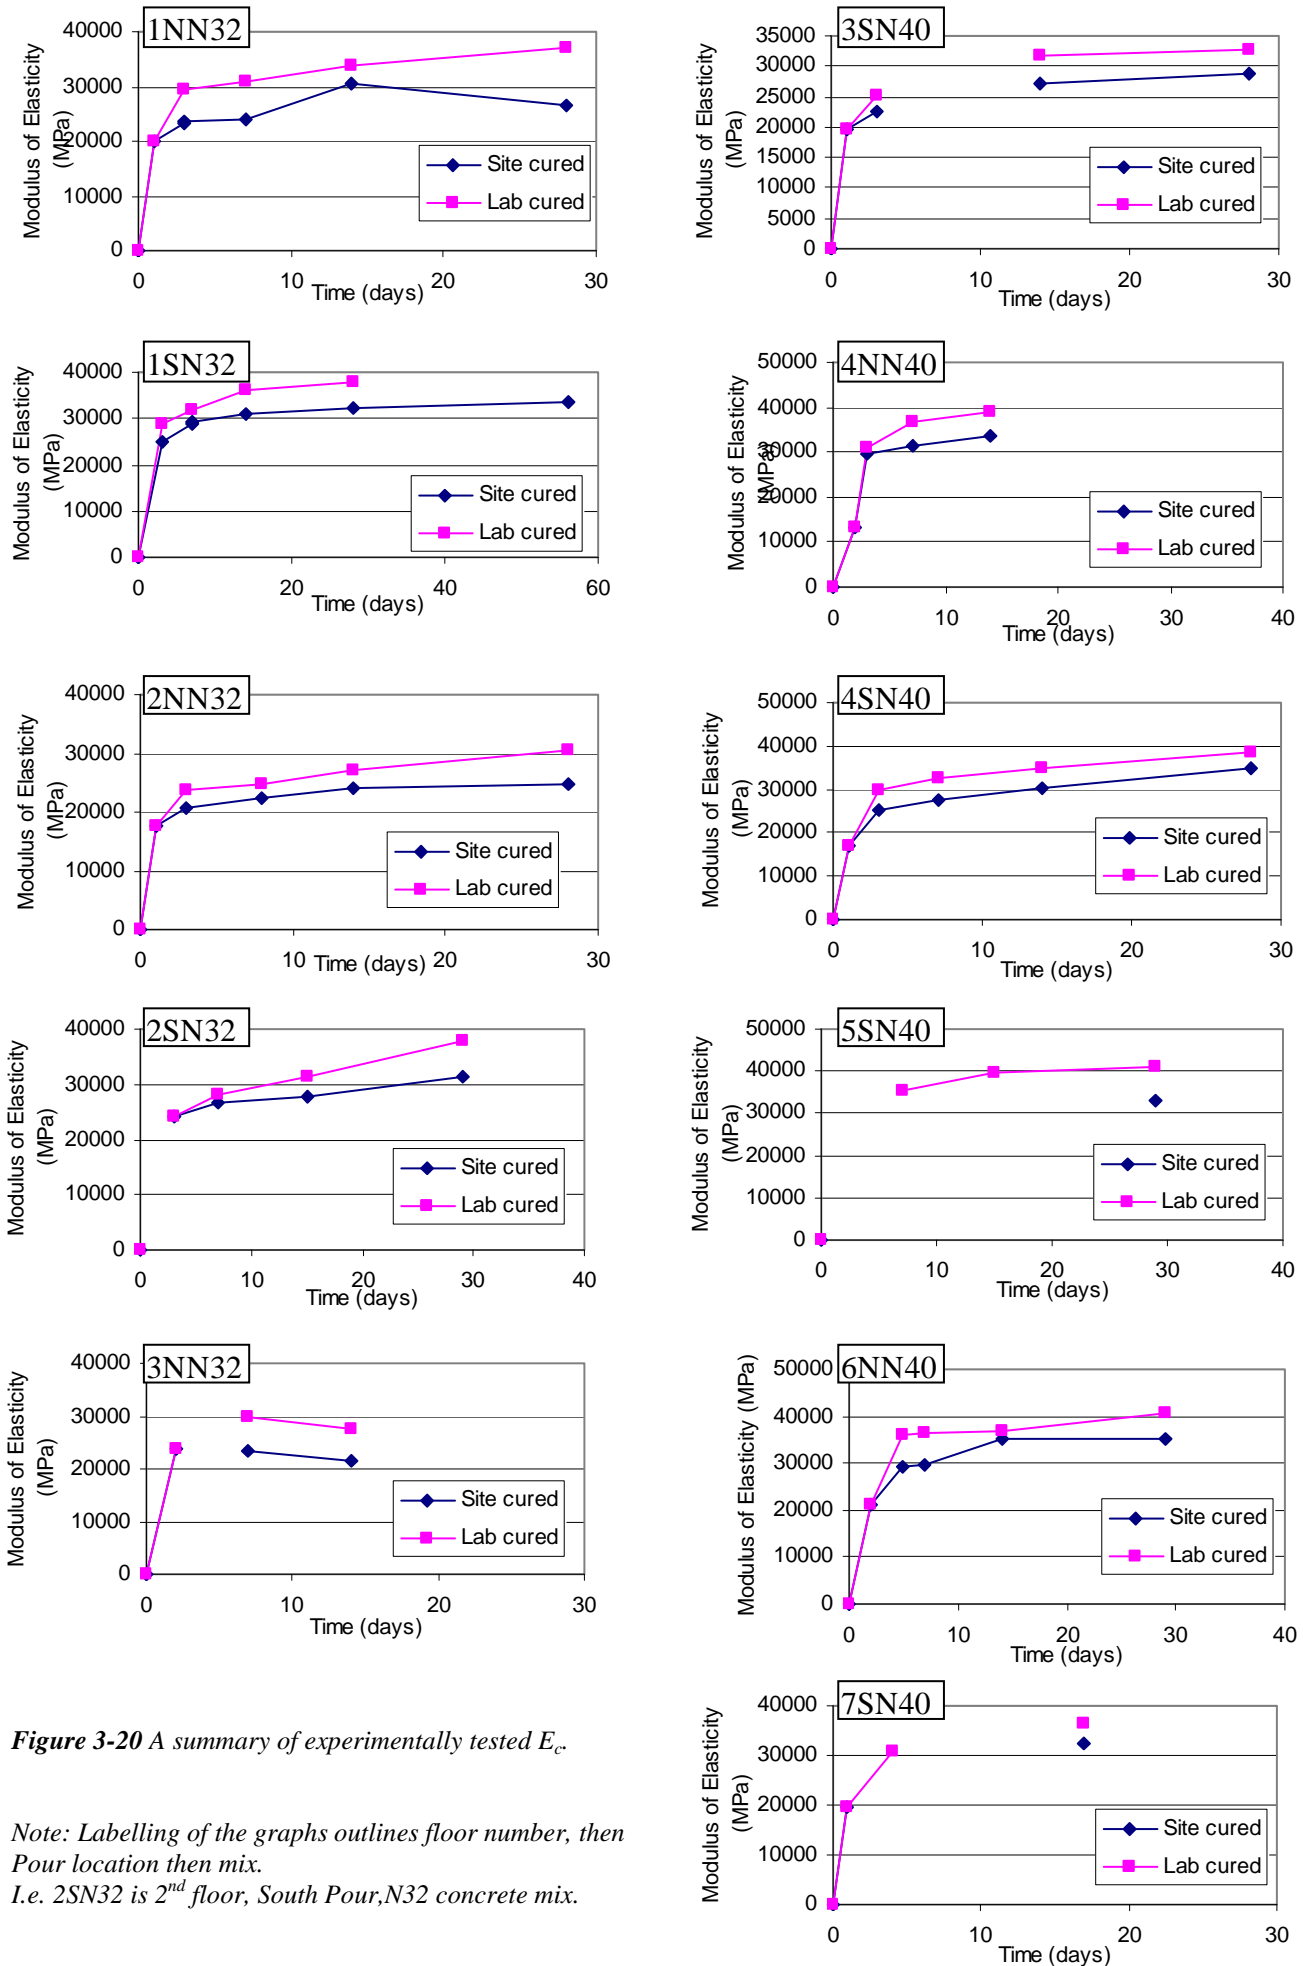 1NN32
Modulus of Elasticity
(MPa)
40000
30000
20000
10000
0
0
10
20
30
Time (days)
Site cured
Lab cured
3SN40
Modulus of Elasticity
(MPa)
35000
30000
25000
20000
15000
10000
5000
0
0
10
20
30
Time (days)
Site cured
Lab cured
1SN32
Modulus of Elasticity
(MPa)
40000
30000
20000
10000
0
0
20
40
60
Time (days)
Site cured
Lab cured
4NN40
Modulus of Elasticity
(MPa)
50000
40000
30000
20000
10000
0
0
10
20
30
40
Time (days)
Site cured
Lab cured
2NN32
Modulus of Elasticity
(MPa)
40000
30000
20000
10000
0
0
10
20
30
Time (days)
Site cured
Lab cured
4SN40
Modulus of Elasticity
(MPa)
50000
40000
30000
20000
10000
0
0
10
20
30
Time (days)
Site cured
Lab cured
2SN32
Modulus of Elasticity
(MPa)
40000
30000
20000
10000
0
0
10
20
30
40
Time (days)
Site cured
Lab cured
5SN40
Modulus of Elasticity
(MPa)
50000
40000
30000
20000
10000
0
0
10
20
30
40
Time (days)
Site cured
Lab cured
3NN32
Modulus of Elasticity
(MPa)
40000
30000
20000
10000
0
0
10
20
30
Time (days)
Site cured
Lab cured
6NN40
Modulus of Elasticity (MPa)
50000
40000
30000
20000
10000
0
0
10
20
30
40
Time (days)
Site cured
Lab cured
7SN40
Modulus of Elasticity
(MPa)
40000
30000
20000
10000
0
0
10
20
30
Time (days)
Site cured
Lab cured
Figure 3-20 A summary of experimentally tested Ec.
Note: Labelling of the graphs outlines floor number, then
Pour location then mix.
I.e. 2SN32 is 2nd floor, South Pour,N32 concrete mix.